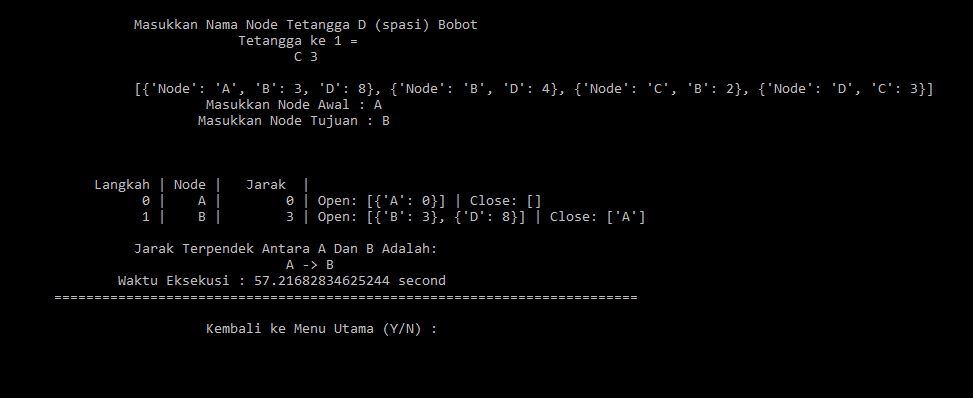 Masukkan Nama Node Tetangga D (spasi) Bobot
Tetangga ke 1 =
C 3
[{'Node': 'A', 'B': 3, 'D': 8}, {'Node': 'B', 'D': 4}, {'Node': 'C', 'B': 2}, {'Node': 'D', 'C': 3}]
Masukkan Node Awal : A
Masukkan Node Tujuan : B
Langkah | Node | Jarak |
0 | A | 0 | Open: [{'A': 0}] | Close: []
1 | B | 3 | Open: [{'B': 3}, {'D': 8}] | Close: ['A']
Jarak Terpendek Antara A Dan B Adalah:
A -> B
Waktu Eksekusi : 57.21682834625244 second
=========================================================================
Kembali ke Menu Utama (Y/N) :